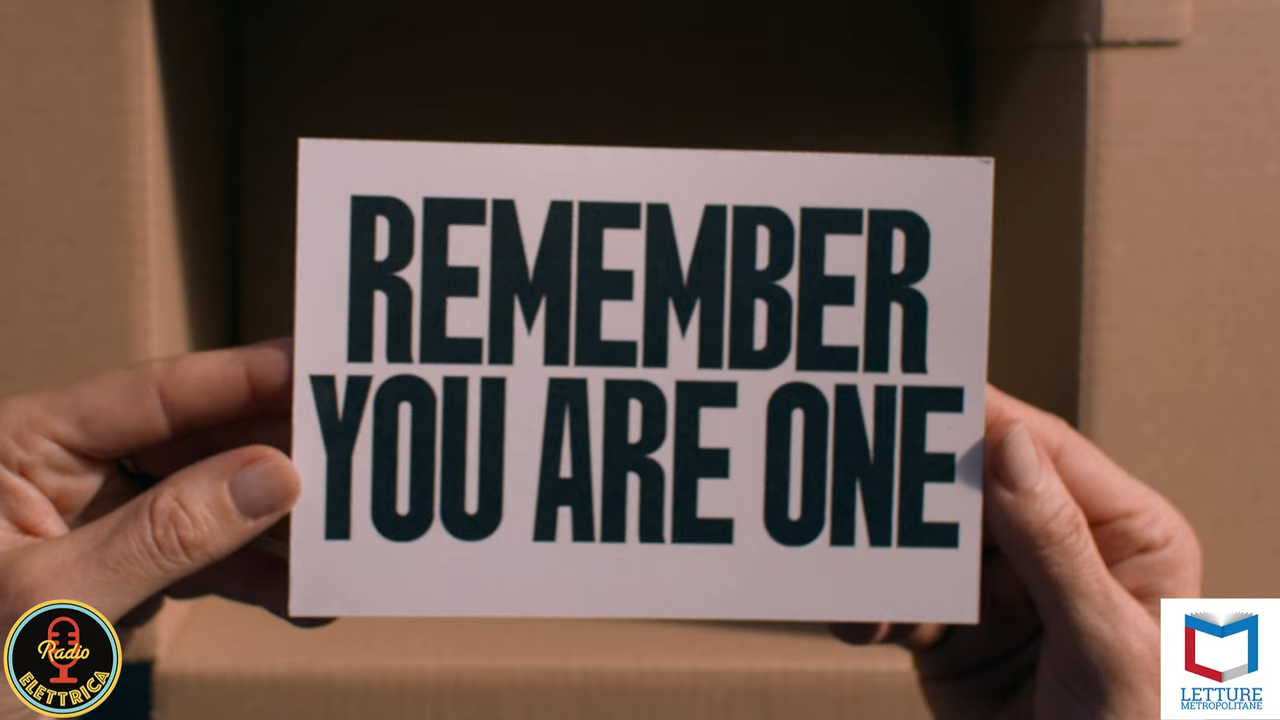 REMEMBER
YOU ARE ONE
Radio
ELETTRICA
LETTURE
METROPOLITANE